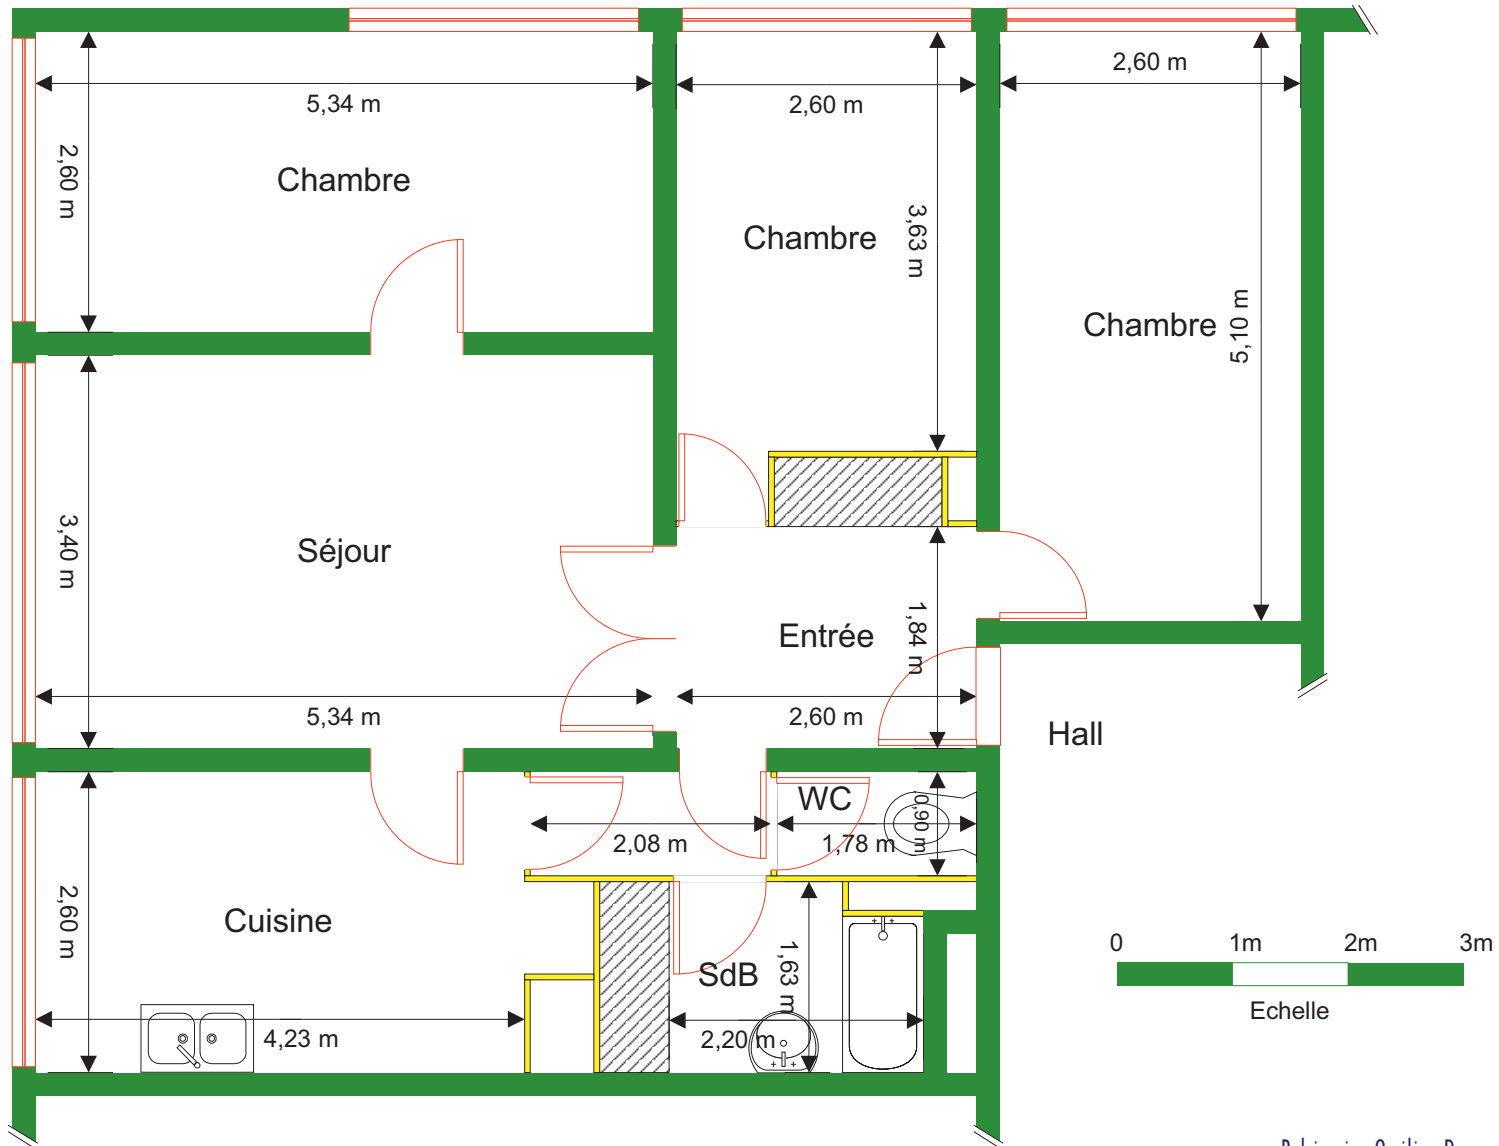 5,34 m
2,60 m
Chambre
2,60 m
3,63 m
Chambre
2,60 m
5,10 m
Chambre
3,40 m
Séjour
5,34 m
Entrée
1,84 m
2,60 m
Hall
WC
0,90 m
2,08 m
1,78 m
2,60 m
Cuisine
4,23 m
SdB
1,63 m
2,20 m
0 1m 2m 3m
Echelle